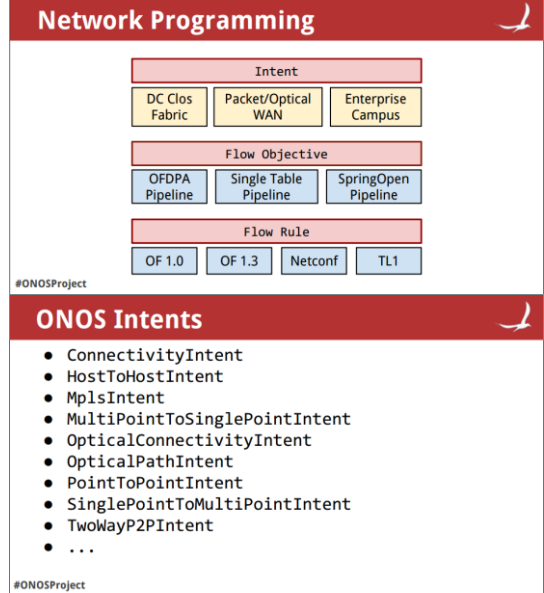 Network Programming
Intent
DC Clos
Fabric
Packet/Optical
WAN
Enterprise
Campus
Flow Objective
OFDPA
Pipeline
Single Table
Pipeline
SpringOpen
Pipeline
Flow Rule
OF 1.0
OF 1.3
Netconf
TL1
#ONOSProject
ONOS Intents
● ConnectivityIntent
● HostToHostIntent
● MplsIntent
● MultiPointToSinglePointIntent
● OpticalConnectivityIntent
● OpticalPathIntent
● PointToPointIntent
● SinglePointToMultiPointIntent
● TwoWayP2PIntent
● ...
#ONOSProject